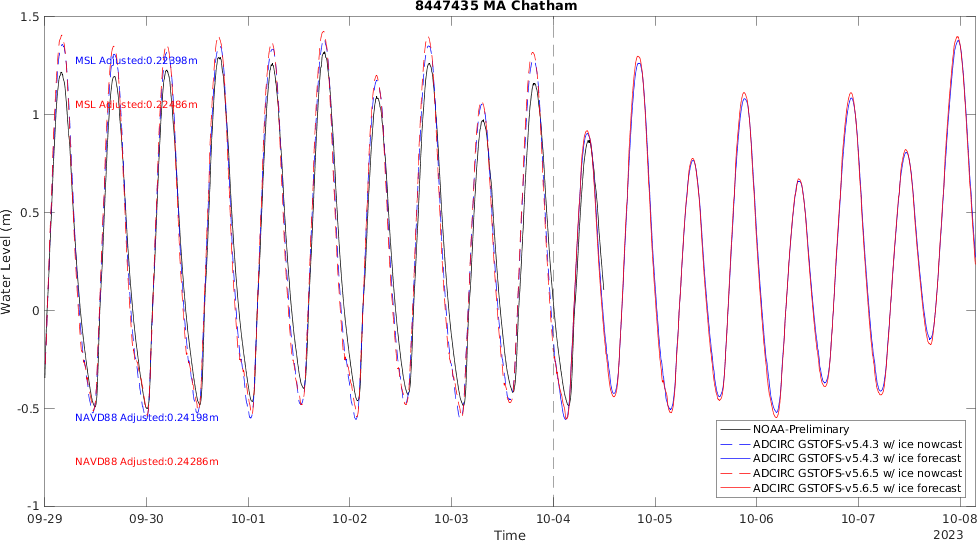 8447435 MA Chatham
1.5
1
0.5
0
-0.5
-1
Water Level (m)
MSL Adjusted:0.22398m
MSL Adjusted:0.22486m
NAVD88 Adjusted:0.24198m
NAVD88 Adjusted:0.24286m
NOAA-Preliminary
ADCIRC GSTOFS-v5.4.3 w/ ice nowcast
ADCIRC GSTOFS-v5.4.3 w/ ice forecast
ADCIRC GSTOFS-v5.6.5 w/ ice nowcast
ADCIRC GSTOFS-v5.6.5 w/ ice forecast
09-29 09-30 10-01 10-02 10-03 10-04 10-05 10-06 10-07 10-08
Time
2023